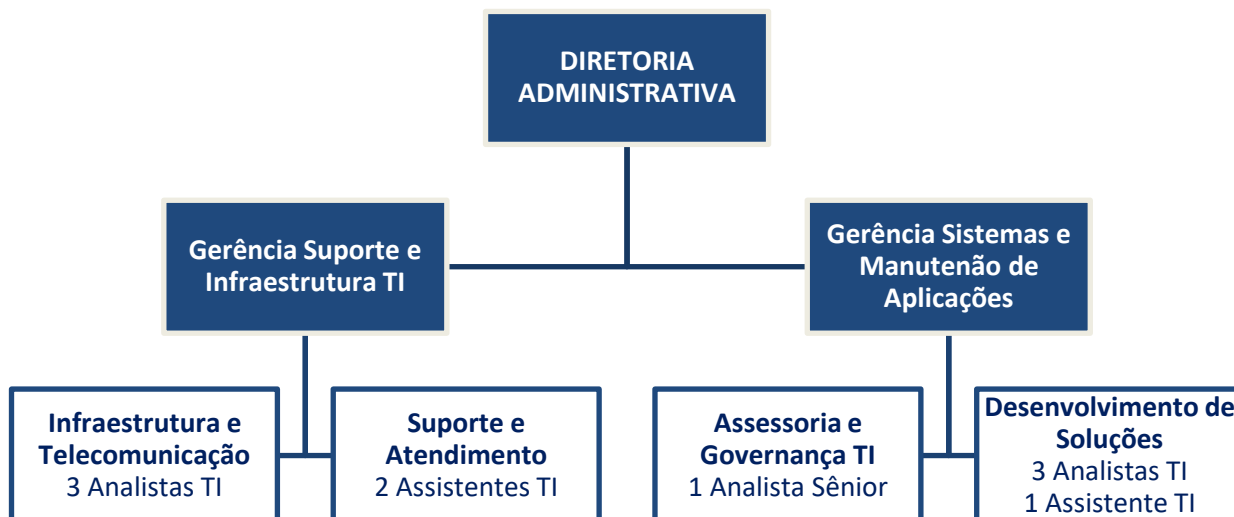 DIRETORIA
ADMINISTRATIVA
Gerência Suporte e
Infraestrutura TI
Gerência Sistemas e
Manutenão de
Aplicações
Infraestrutura e
Telecomunicação
3 Analistas TI
Suporte e
Atendimento
2 Assistentes TI
Assessoria e
Governança TI
1 Analista Sênior
Desenvolvimento de
Soluções
3 Analistas TI
1 Assistente TI